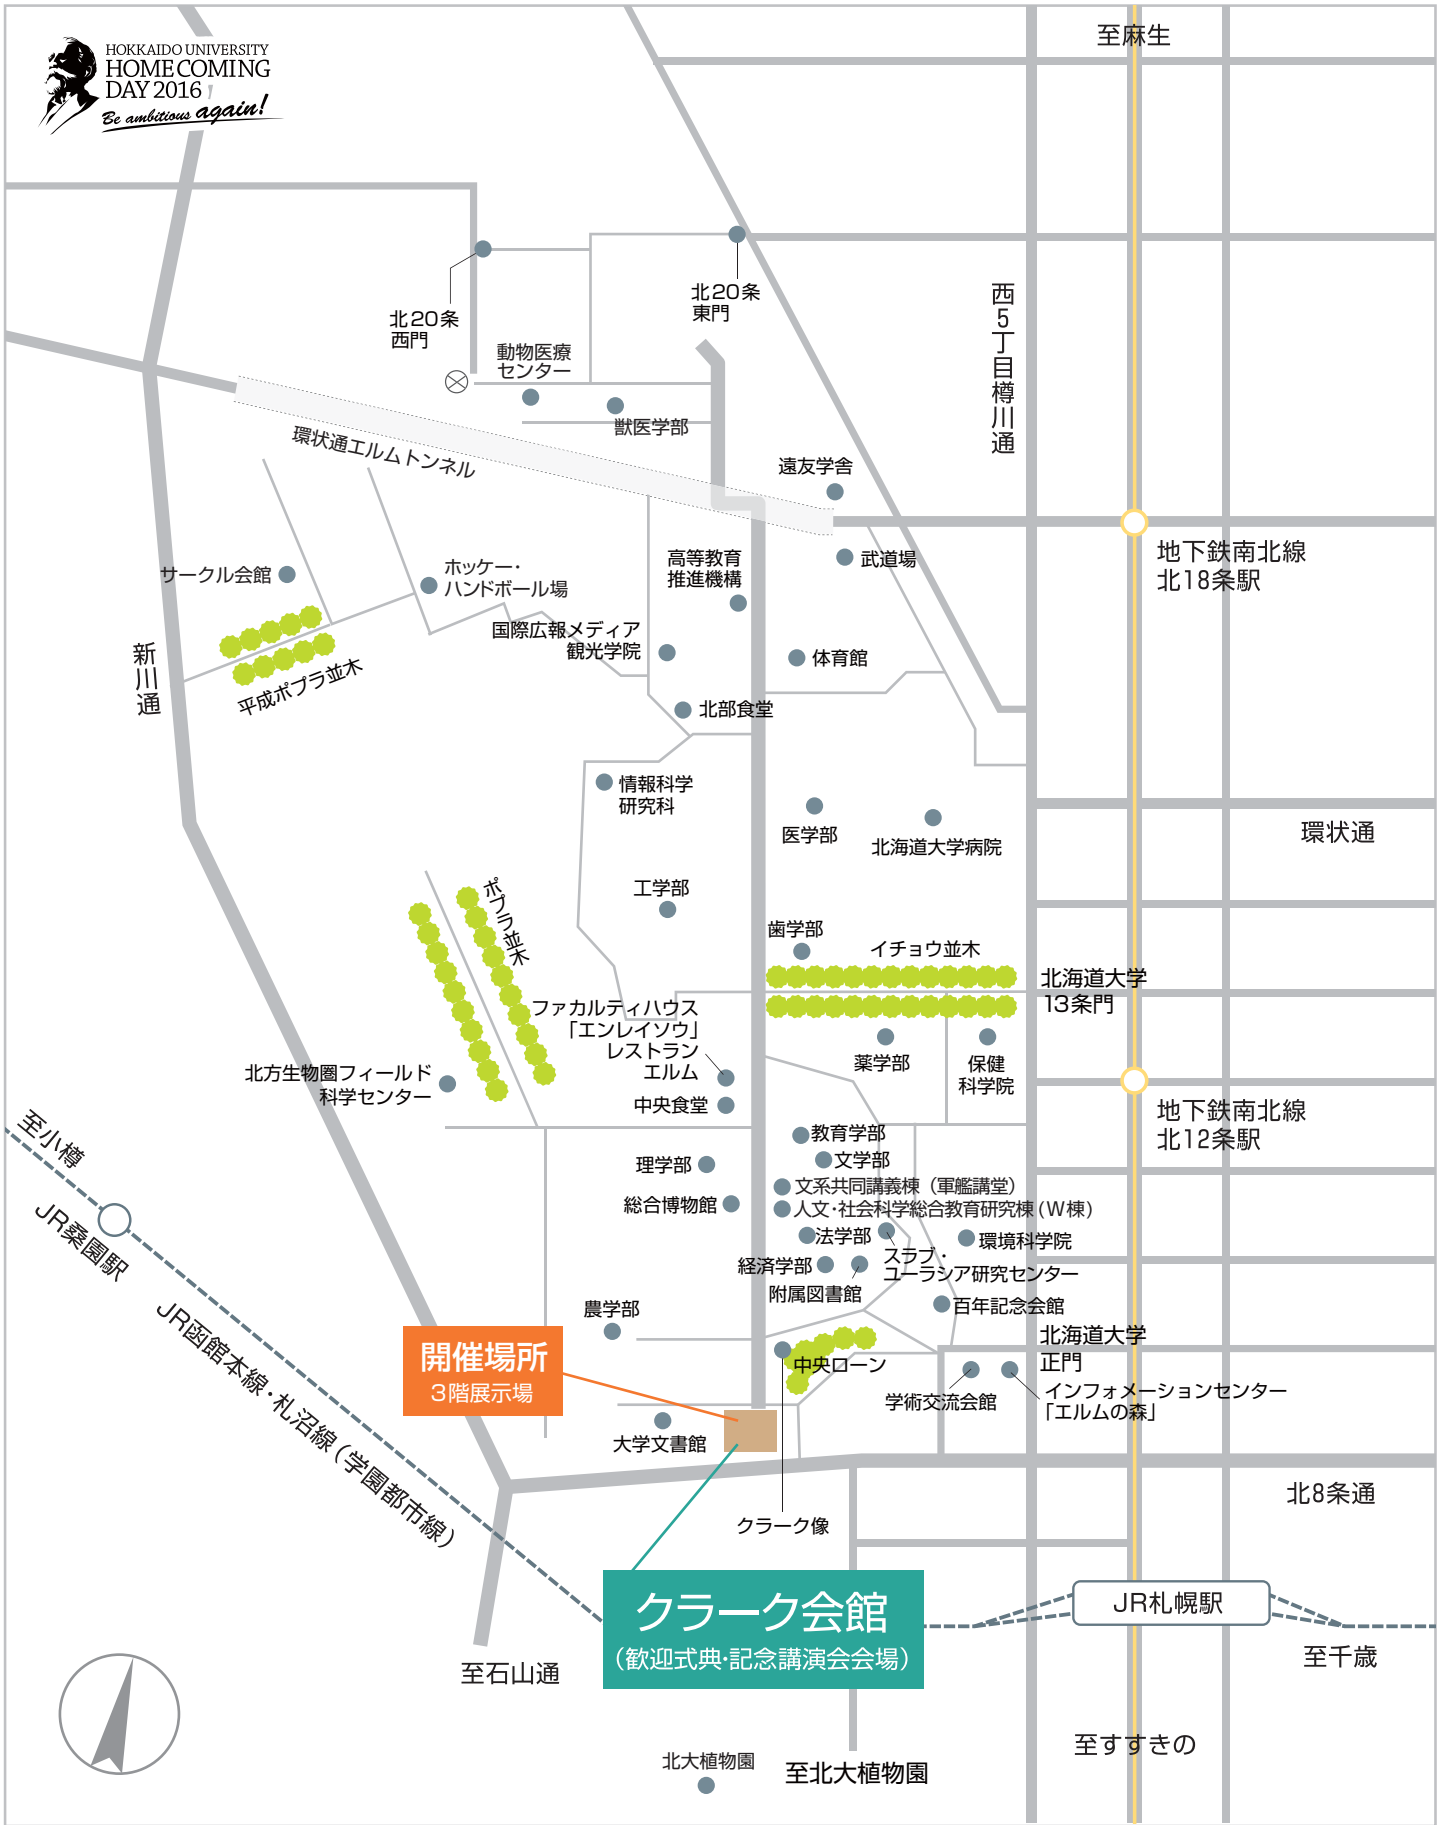 HOKKAIDO UNIVERSITY
HOMECOMING
DAY 2016
Be ambitious again!
至麻生
北20条
西門
北20条
東門
西5丁目樽川通
動物医療
センター
獣医学部
環状通エルムトンネル
遠友学舎
地下鉄南北線
北18条駅
サークル会館
ホッケー・
ハンドボール場
高等教育
推進機構
武道場
国際広報メディア
観光学院
体育館
新川通
平成ポプラ並木
北部食堂
情報科学
研究科
医学部
北海道大学病院
環状通
工学部
ポプラ並木
歯学部
イチョウ並木
北海道大学
13条門
ファカルティハウス
「エンレイソウ」
レストラン
エルム
薬学部
保健
科学院
北方生物圏フィールド
科学センター
中央食堂
地下鉄南北線
北12条駅
至小樽
教育学部
文学部
理学部
文系共同講義棟（軍艦講堂）
総合博物館
人文・社会科学総合教育研究棟(W棟)
法学部
JR桑園駅
環境科学院
スラブ・
ユーラシア研究センター
経済学部
附属図書館
百年記念会館
農学部
JR函館本線・札沼線（学園都市線）
開催場所
3階展示場
中央ローン
北海道大学
正門
学術交流会館
インフォメーションセンター
「エルムの森」
大学文書館
北8条通
クラーク像
クラーク会館
（歓迎式典・記念講演会会場）
JR札幌駅
至千歳
至石山通
至すすきの
北大植物園
至北大植物園